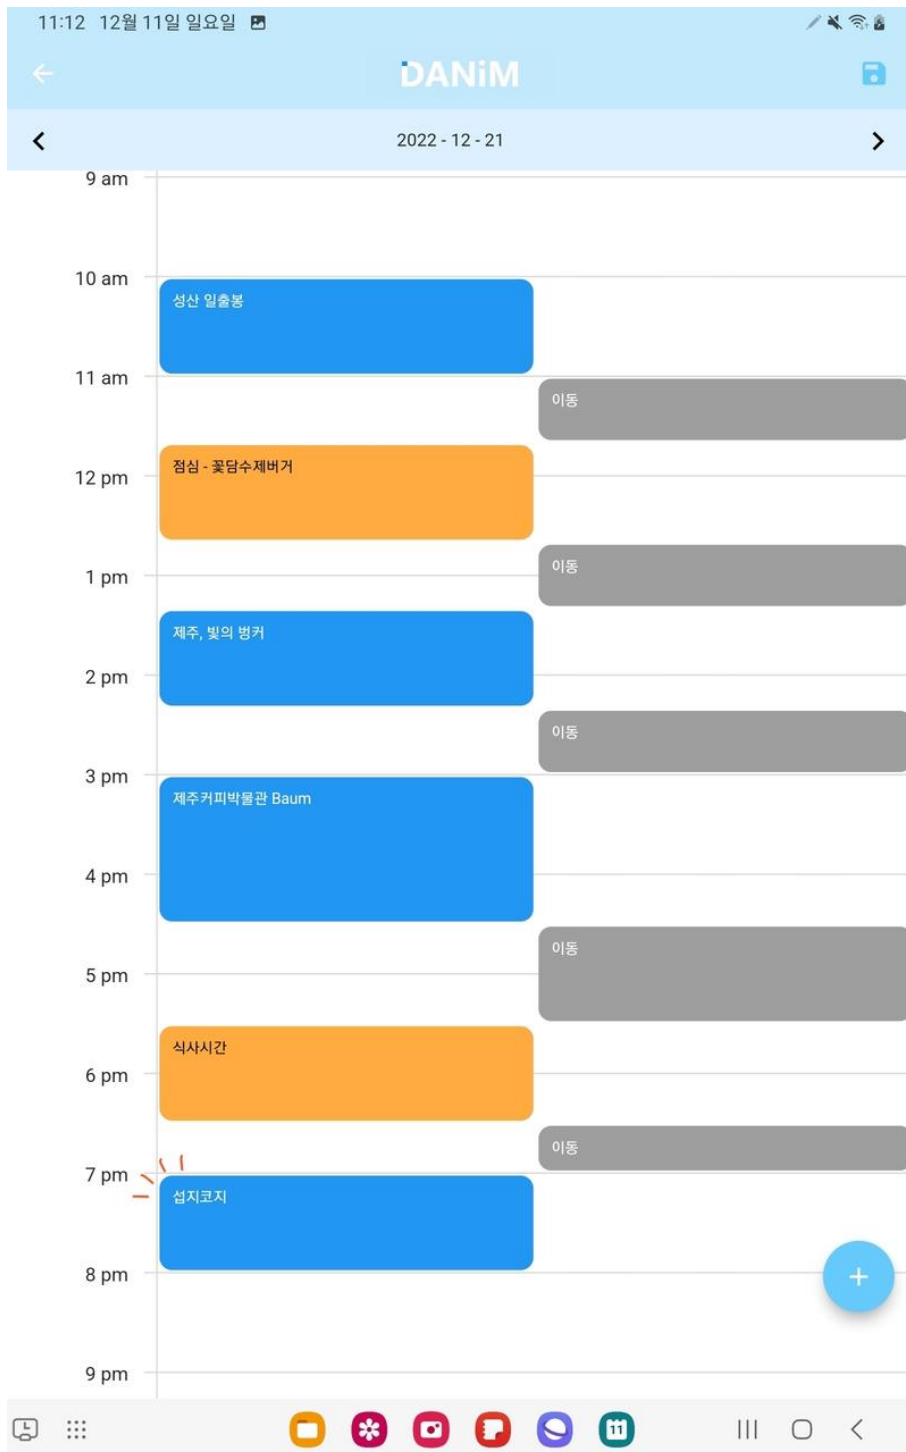 11:12 12월 11일 일요일
DANiM
2022 - 12 - 21
9 am
10 am
성산 일출봉
11 am
이동
점심 - 꽃담수제버거
12 pm
이동
1 pm
제주, 빛의 벙커
2 pm
이동
3 pm
제주커피박물관 Baum
4 pm
이동
5 pm
식사시간
6 pm
이동
7 pm
섭지코지
8 pm
+
9 pm
11